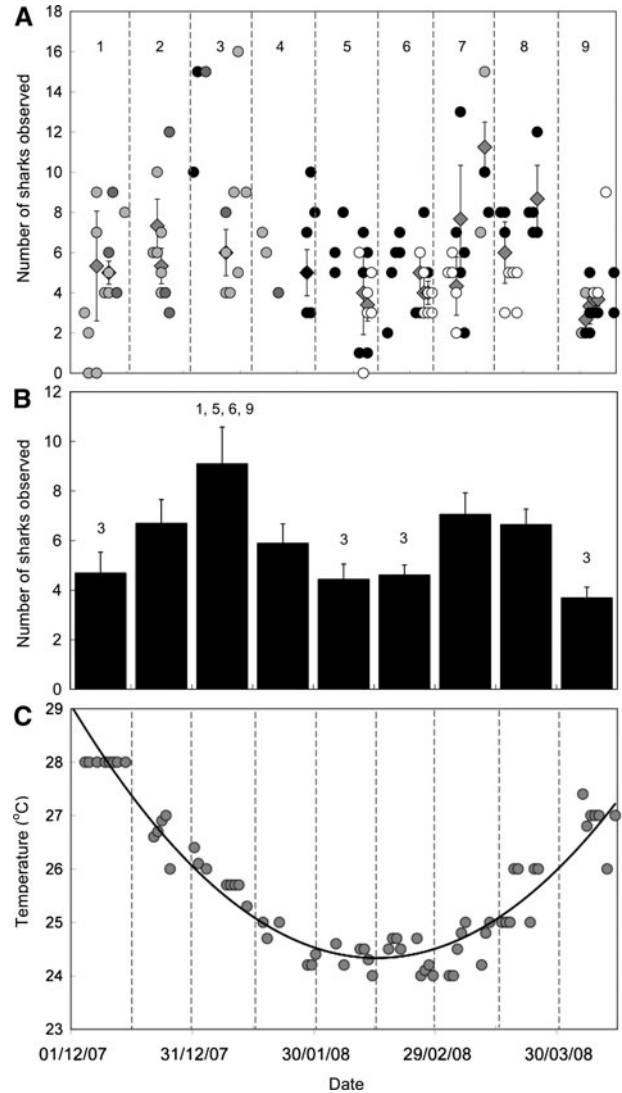 A
Number of sharks observed
18
16
14
12
10
8
6
4
2
0
1 2 3 4 5 6 7 8 9
B
Number of sharks observed
12
10
8
6
4
2
0
3
1, 5, 6, 9
3
3
3
C
Temperature (°C)
29
28
27
26
25
24
23
01/12/07 31/12/07 30/01/08 29/02/08 30/03/08
Date